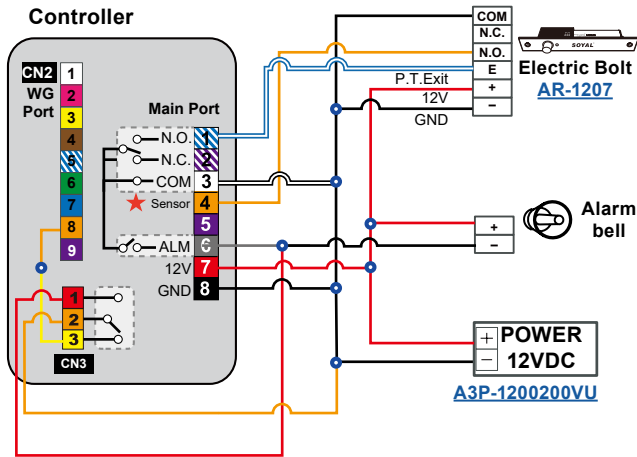 Controller
CN2
WG
Port
1
2
3
4
5
6
7
8
9
Main Port
N.O.
1
N.C.
2
COM
3
Sensor
4
5
ALM
6
12V
7
GND
8
1
2
3
CN3
COM
N.C.
N.O.
E
+
−
P.T.Exit
12V
GND
SOYAL
Electric Bolt
AR-1207
+
−
Alarm
bell
+ POWER
− 12VDC
A3P-1200200VU